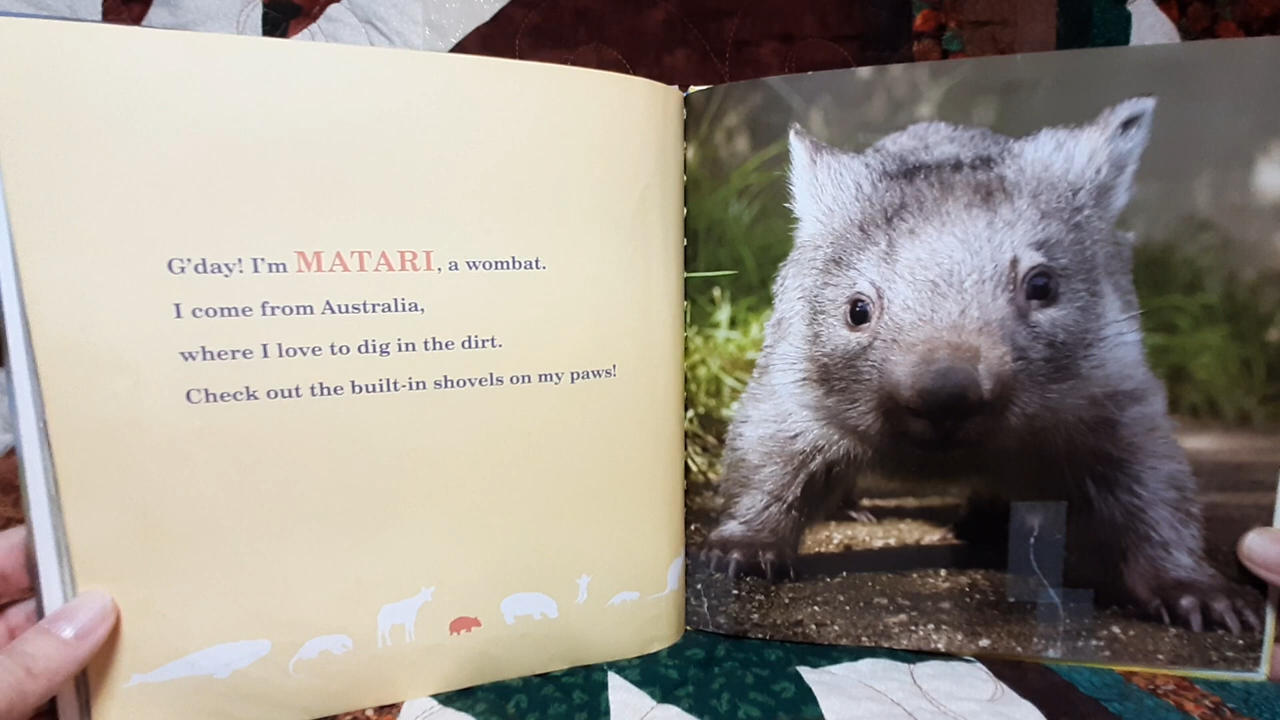 G'day! I'm MATARI, a wombat.
I come from Australia,
where I love to dig in the dirt.
Check out the built-in shovels on my paws!